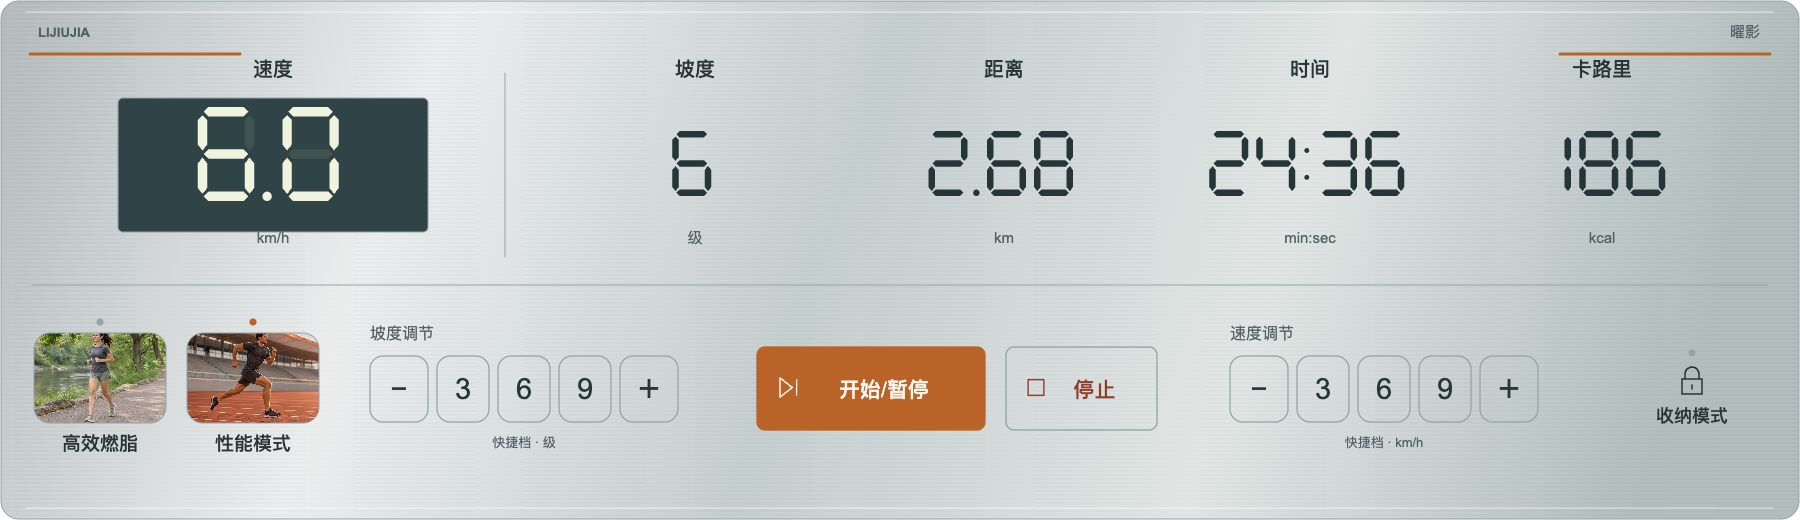 LIJIUJIA
曜影
速度
坡度
距离
时间
卡路里
6.0
6
2.68
24:36
186
km/h
级
km
min:sec
kcal
高效燃脂
性能模式
坡度调节
− 3 6 9 +
快捷档 · 级
开始/暂停
停止
速度调节
− 3 6 9 +
快捷档 · km/h
收纳模式